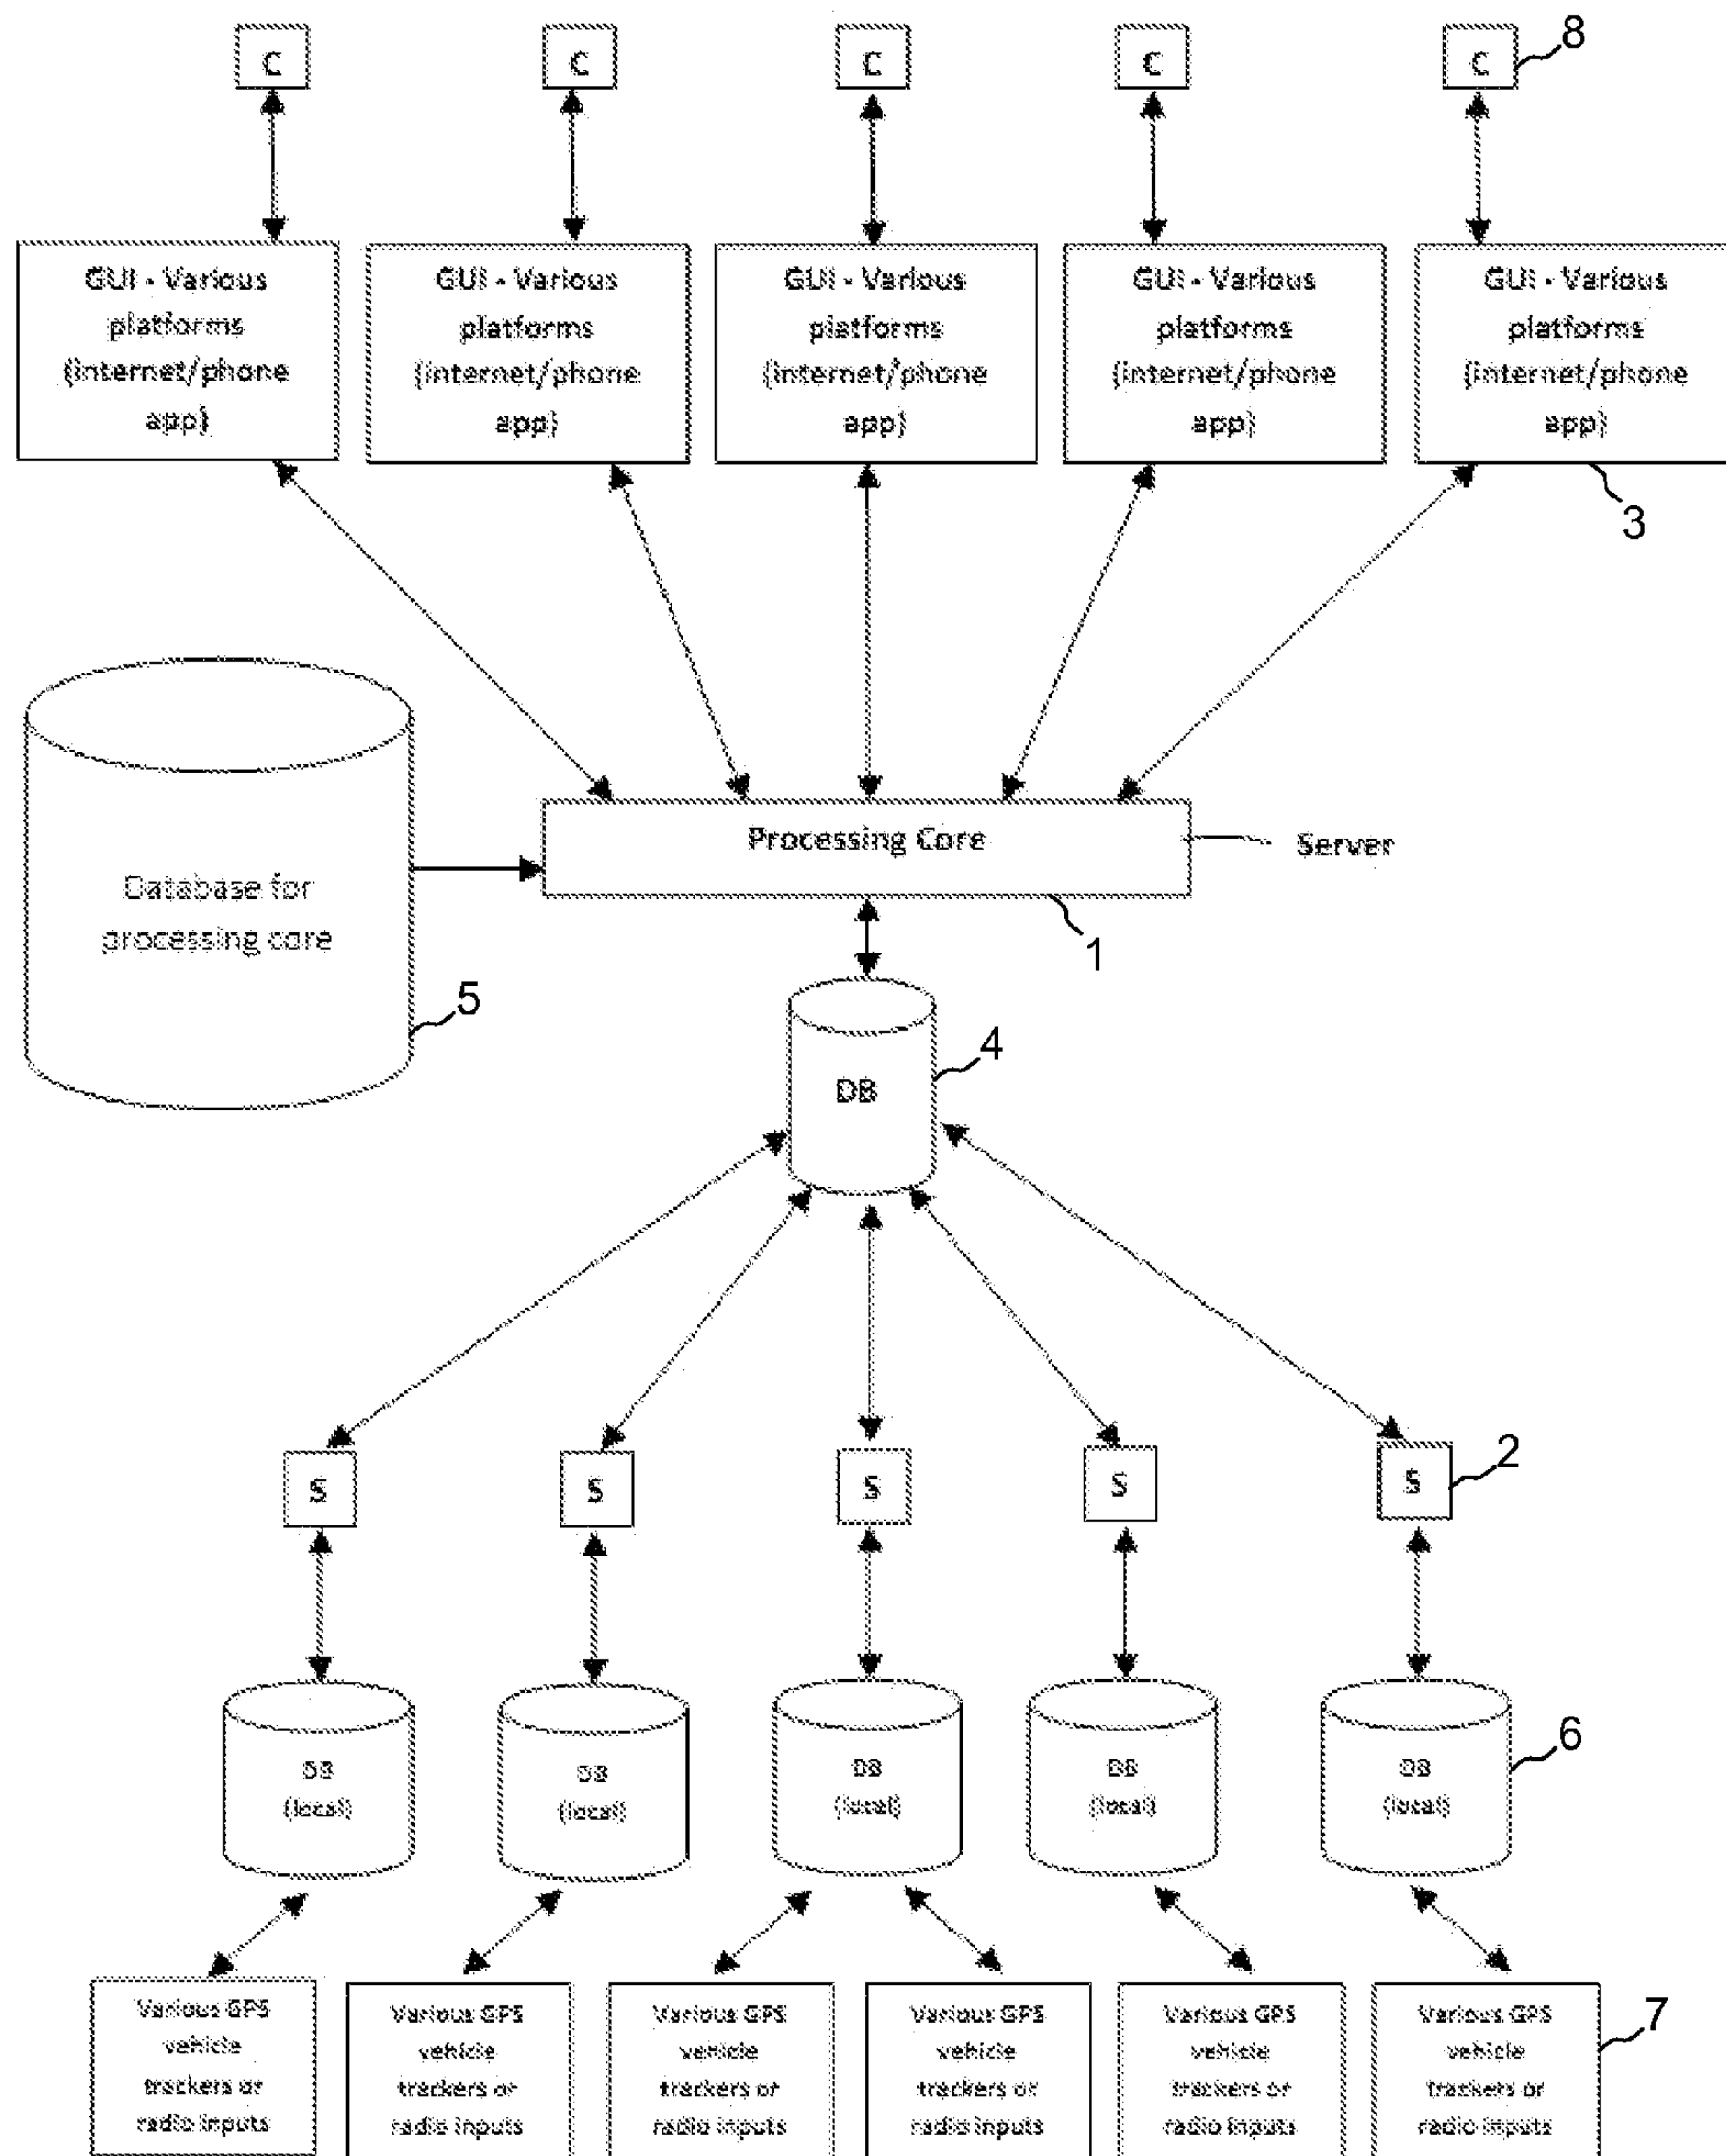 C C C C C 8
GUI - Various
platforms
(internet/phone
app)
GUI - Various
platforms
(internet/phone
app)
GUI - Various
platforms
(internet/phone
app)
GUI - Various
platforms
(internet/phone
app)
GUI - Various
platforms
(internet/phone
app)
3
Processing Core
Server
1
Database for
processing core
5
DB
4
S S S S S 2
DB
(local)
DB
(local)
DB
(local)
DB
(local)
DB
(local)
6
Various GPS
vehicle
trackers or
radio inputs
Various GPS
vehicle
trackers or
radio inputs
Various GPS
vehicle
trackers or
radio inputs
Various GPS
vehicle
trackers or
radio inputs
Various GPS
vehicle
trackers or
radio inputs
Various GPS
vehicle
trackers or
radio inputs
7